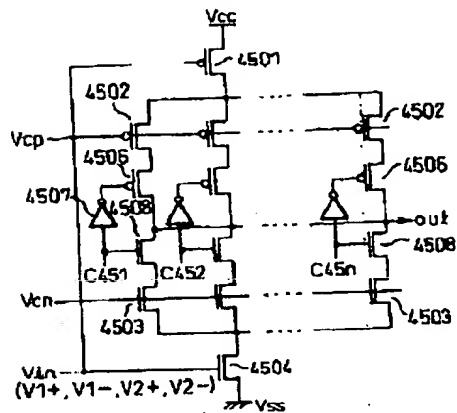 Vcc
4501
4502
4502
Vcp
4506
4506
4507
4508
4508
out
C451
C452
C45n
Vcn
4503
4503
Vin
4504
(V1+, V1-, V2+, V2-)
Vss